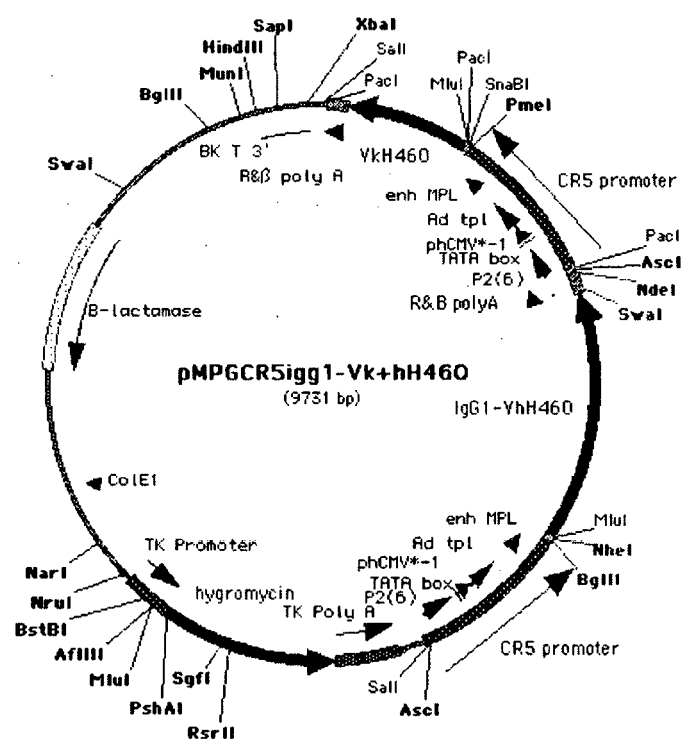 XbaI
SapI
SalI
HindIII
PacI
PacI
MunI
MluI
SnaBI
BglII
PmeI
BK T 3'
VkH460
R&β poly A
CR5 promoter
SwaI
enh MPL
Ad tpl
PacI
phCMV*-1
AscI
TATA box
P2(6)
NdeI
R&B polyA
SwaI
B-lactamase
pMPGCR5igg1-Vk+hH460
(9731 bp)
IgG1-VhH460
ColE1
enh MPL
MluI
Ad tpl
NheI
TK Promoter
phCMV*-1
BglII
NarI
TATA box
hygromycin
P2(6)
NruI
TK Poly A
BstBI
AflIII
CR5 promoter
MluI
SgfI
SalI
PshAI
AscI
RsrII